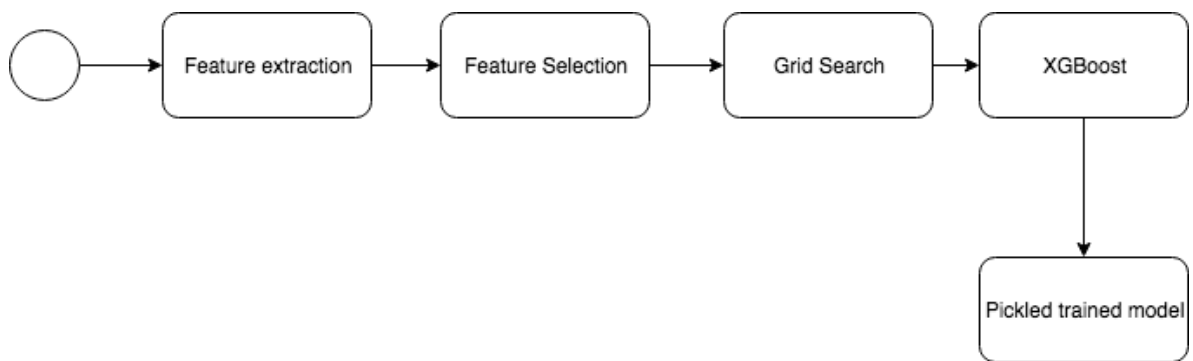 Feature extraction
Feature Selection
Grid Search
XGBoost
Pickled trained model